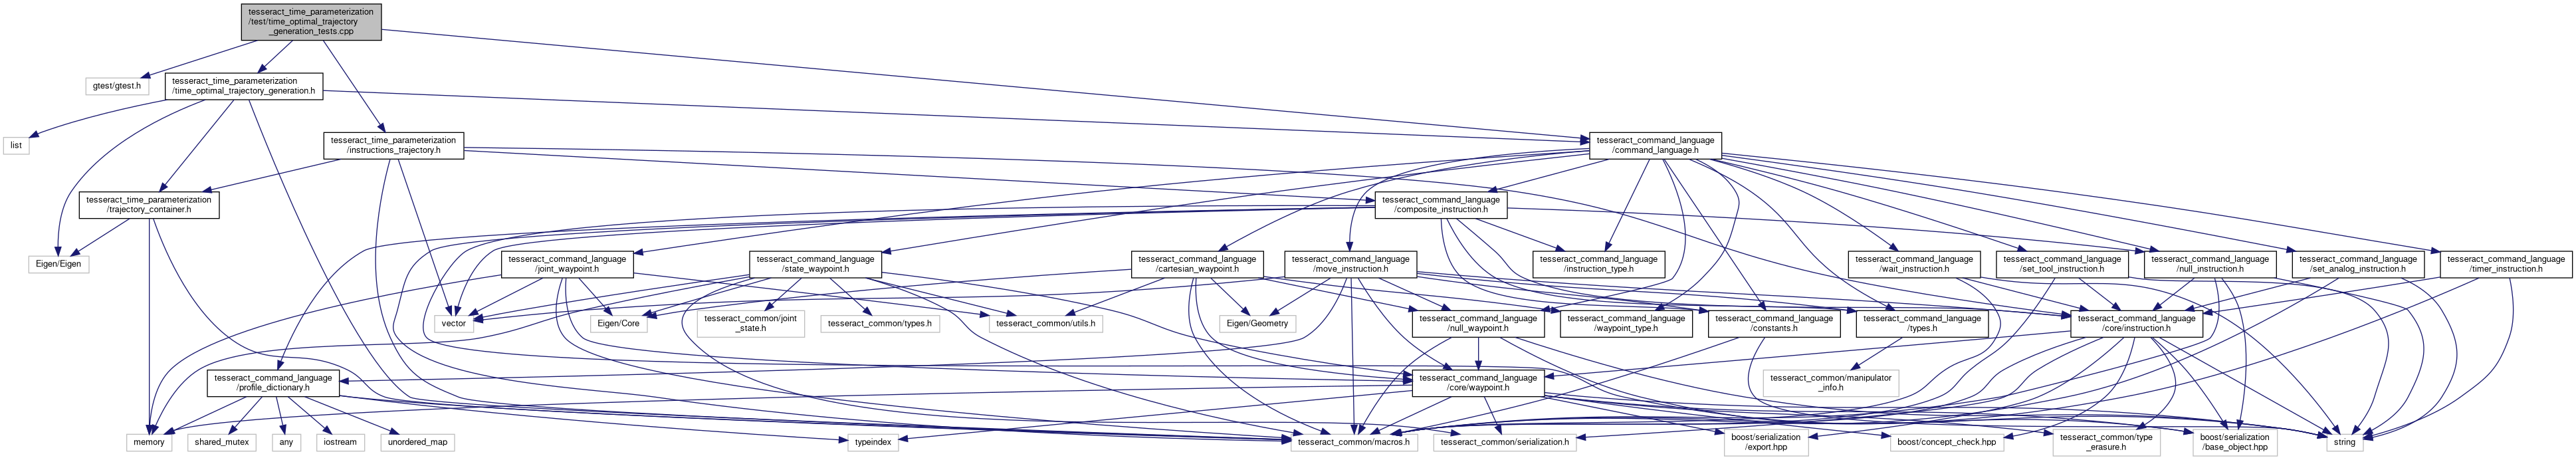 tesseract_time_parameterization
/test/time_optimal_trajectory
_generation_tests.cpp
gtest/gtest.h
tesseract_time_parameterization
/time_optimal_trajectory_generation.h
list
tesseract_time_parameterization
/instructions_trajectory.h
tesseract_command_language
/command_language.h
tesseract_time_parameterization
/trajectory_container.h
tesseract_command_language
/composite_instruction.h
Eigen/Eigen
tesseract_command_language
/joint_waypoint.h
tesseract_command_language
/state_waypoint.h
tesseract_command_language
/cartesian_waypoint.h
tesseract_command_language
/move_instruction.h
tesseract_command_language
/instruction_type.h
tesseract_command_language
/wait_instruction.h
tesseract_command_language
/set_tool_instruction.h
tesseract_command_language
/null_instruction.h
tesseract_command_language
/set_analog_instruction.h
tesseract_command_language
/timer_instruction.h
vector
Eigen/Core
tesseract_common/joint
_state.h
tesseract_common/types.h
tesseract_common/utils.h
Eigen/Geometry
tesseract_command_language
/null_waypoint.h
tesseract_command_language
/waypoint_type.h
tesseract_command_language
/constants.h
tesseract_command_language
/types.h
tesseract_command_language
/core/instruction.h
tesseract_command_language
/profile_dictionary.h
tesseract_command_language
/core/waypoint.h
tesseract_common/manipulator
_info.h
memory
shared_mutex
any
iostream
unordered_map
typeindex
tesseract_common/macros.h
tesseract_common/serialization.h
boost/serialization
/export.hpp
boost/concept_check.hpp
tesseract_common/type
_erasure.h
boost/serialization
/base_object.hpp
string